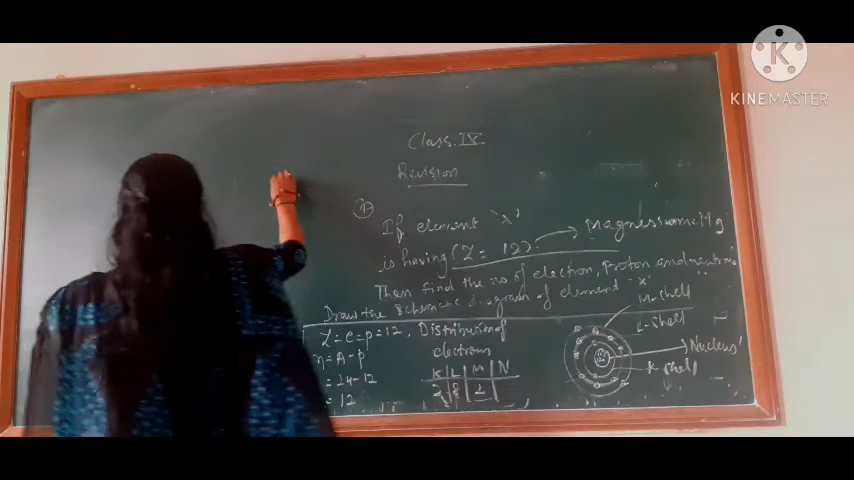 K
KINEMASTER
Class. IX
Revision
If element 'x'
is having (Z = 12). → Magnesium = Mg
Then find the no of electron, Proton and neutron.
Draw the Schematic diagram of element 'x'
Z = e = p = 12, Distribution of
electrons
n = A - p
= 24 - 12
= 12
K L M N
2 8 2
M-shell
L-shell
Nucleus
K-shell